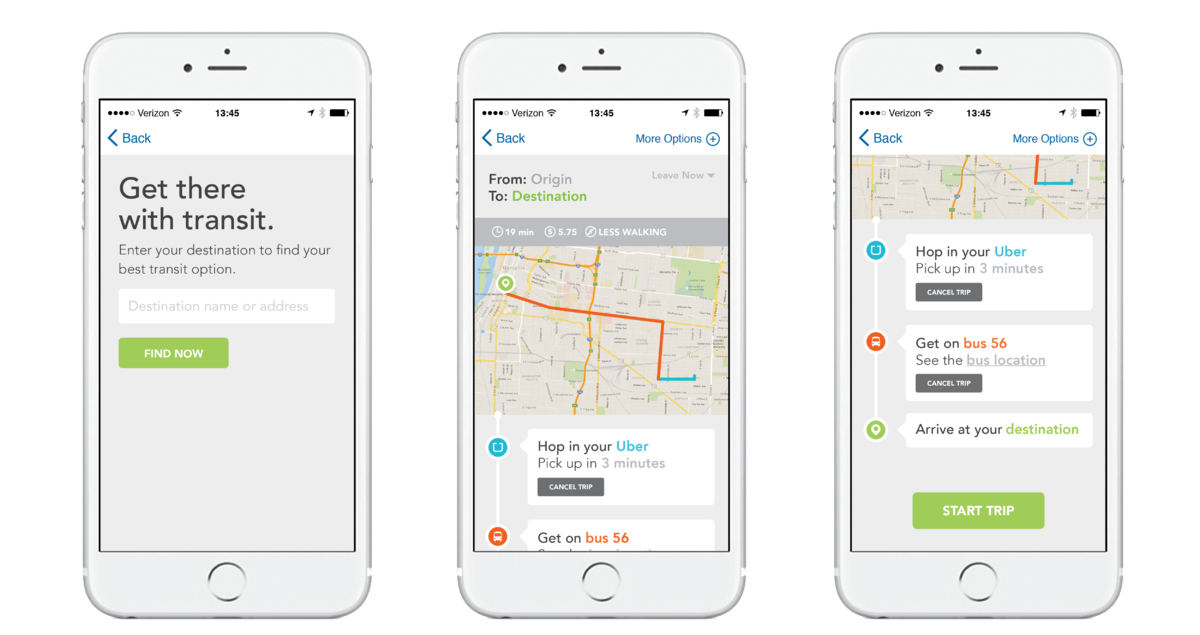 Verizon 13:45
Back
Get there
with transit.
Enter your destination to find your
best transit option.
Destination name or address
FIND NOW
Verizon 13:45
Back More Options
From: Origin Leave Now
To: Destination
19 min $ 5.75 LESS WALKING
Hop in your Uber
Pick up in 3 minutes
CANCEL TRIP
Get on bus 56
Verizon 13:45
Back More Options
Hop in your Uber
Pick up in 3 minutes
CANCEL TRIP
Get on bus 56
See the bus location
CANCEL TRIP
Arrive at your destination
START TRIP